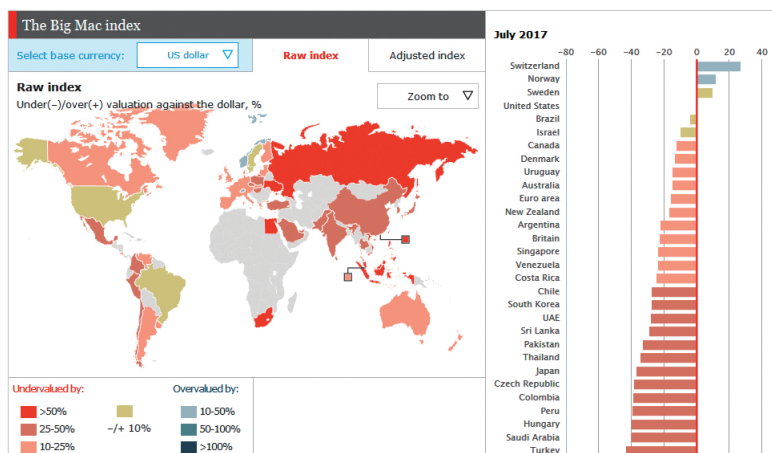 The Big Mac index
Select base currency: US dollar
Raw index
Adjusted index
Raw index
Under(–)/over(+) valuation against the dollar, %
Zoom to
Undervalued by:
>50%
25-50%
10-25%
–/+ 10%
Overvalued by:
10-50%
50-100%
>100%
July 2017
–80 –60 –40 –20 0 20 40
Switzerland
Norway
Sweden
United States
Brazil
Israel
Canada
Denmark
Uruguay
Australia
Euro area
New Zealand
Argentina
Britain
Singapore
Venezuela
Costa Rica
Chile
South Korea
UAE
Sri Lanka
Pakistan
Thailand
Japan
Czech Republic
Colombia
Peru
Hungary
Saudi Arabia
Turkey